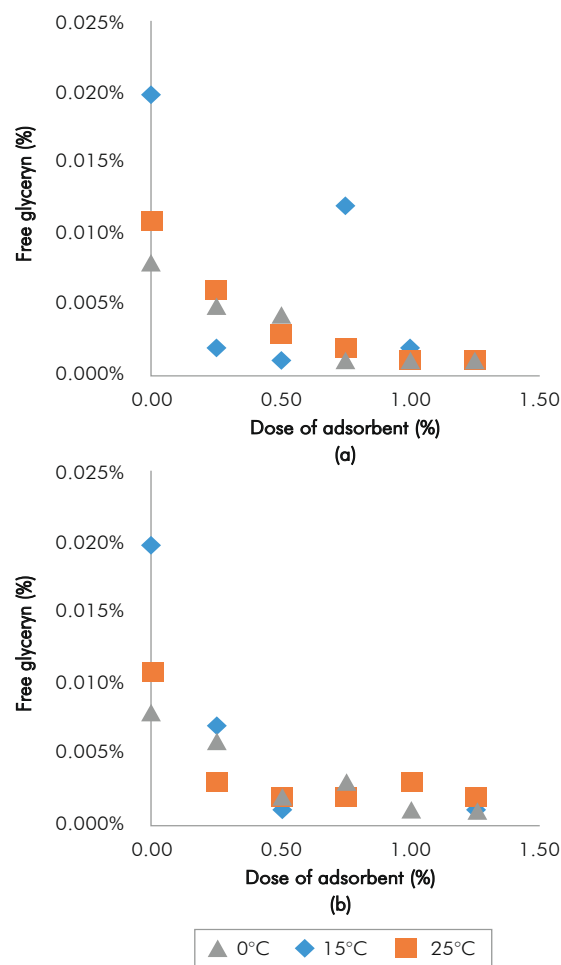 0.025%
0.020%
0.015%
0.010%
0.005%
0.000%
Free glyceryn (%)
0.00 0.50 1.00 1.50
Dose of adsorbent (%)
(a)
0.025%
0.020%
0.015%
0.010%
0.005%
0.000%
Free glyceryn (%)
0.00 0.50 1.00 1.50
Dose of adsorbent (%)
(b)
0°C 15°C 25°C